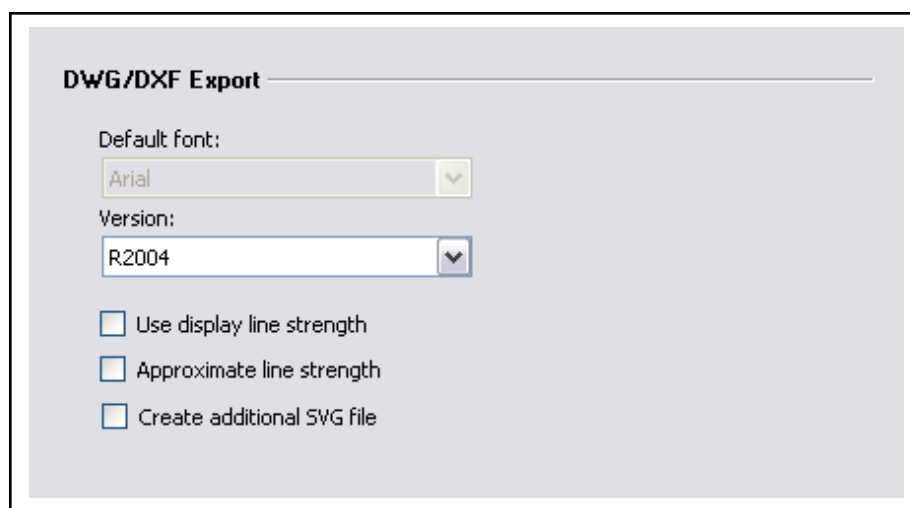 DWG/DXF Export
Default font:
Arial
Version:
R2004
Use display line strength
Approximate line strength
Create additional SVG file